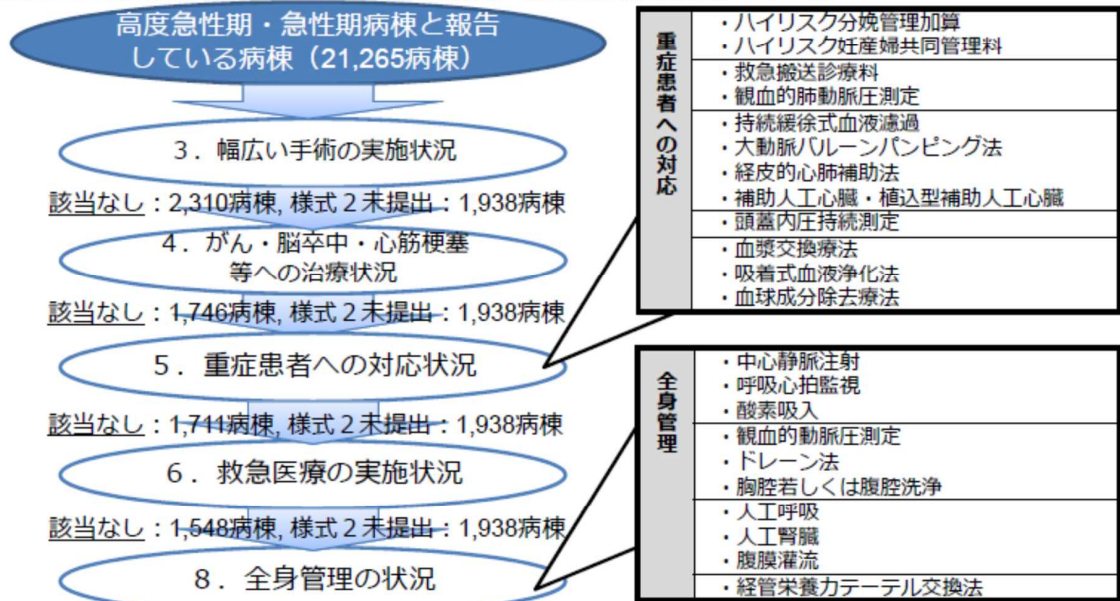 高度急性期・急性期病棟と報告
している病棟（21,265病棟）
3．幅広い手術の実施状況
該当なし：2,310病棟, 様式２未提出：1,938病棟
4．がん・脳卒中・心筋梗塞
等への治療状況
該当なし：1,746病棟, 様式２未提出：1,938病棟
5．重症患者への対応状況
該当なし：1,711病棟, 様式２未提出：1,938病棟
6．救急医療の実施状況
該当なし：1,548病棟, 様式２未提出：1,938病棟
8．全身管理の状況
重症患者への対応
・ハイリスク分娩管理加算
・ハイリスク妊産婦共同管理料
・救急搬送診療料
・観血的肺動脈圧測定
・持続緩徐式血液濾過
・大動脈バルーンパンピング法
・経皮的心肺補助法
・補助人工心臓・植込型補助人工心臓
・頭蓋内圧持続測定
・血漿交換療法
・吸着式血液浄化法
・血球成分除去療法
全身管理
・中心静脈注射
・呼吸心拍監視
・酸素吸入
・観血的動脈圧測定
・ドレーン法
・胸腔若しくは腹腔洗浄
・人工呼吸
・人工腎臓
・腹膜灌流
・経管栄養カテーテル交換法